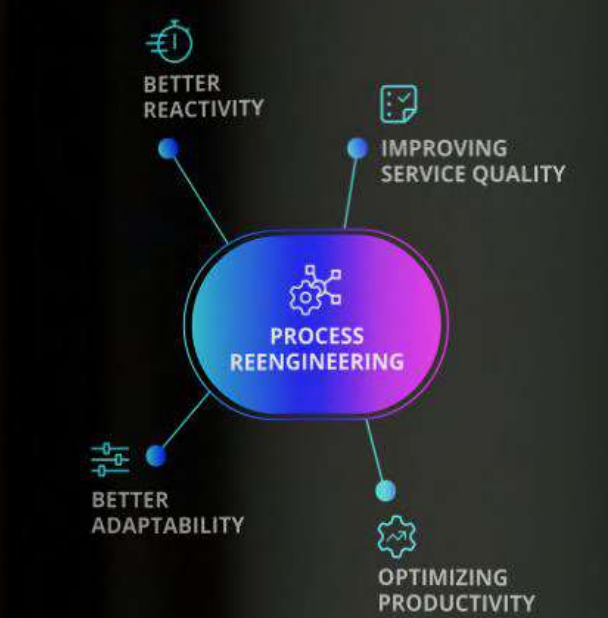 BETTER
REACTIVITY
IMPROVING
SERVICE QUALITY
PROCESS
REENGINEERING
BETTER
ADAPTABILITY
OPTIMIZING
PRODUCTIVITY